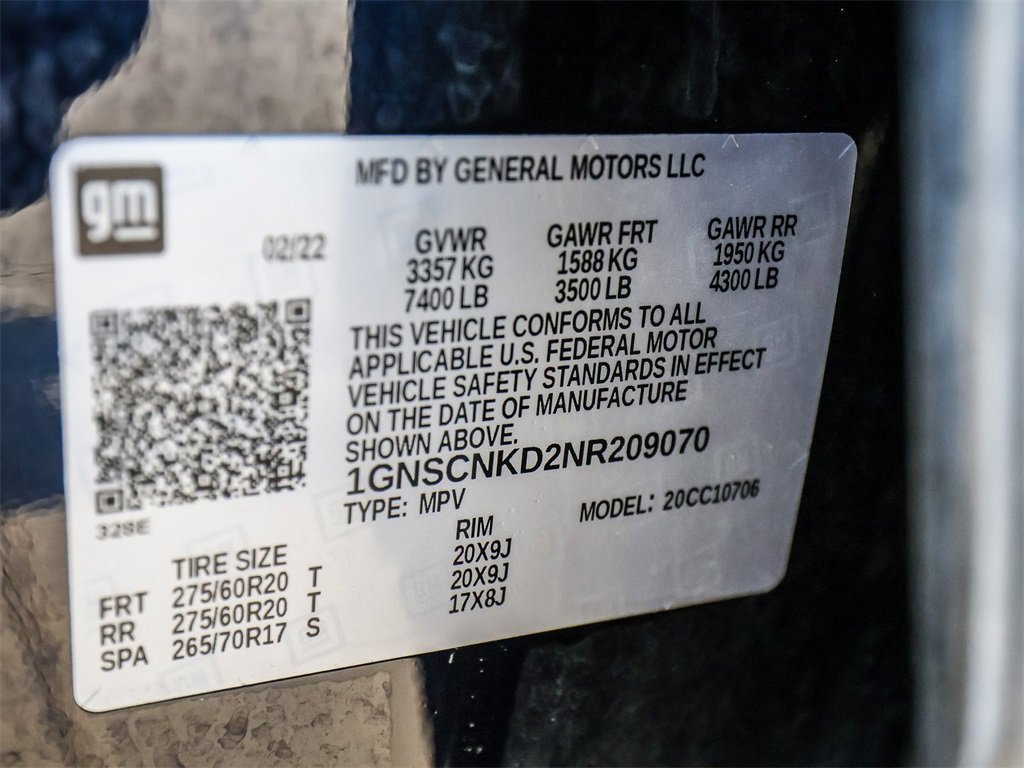 gm
MFD BY GENERAL MOTORS LLC
02/22
GVWR GAWR FRT GAWR RR
3357 KG 1588 KG 1950 KG
7400 LB 3500 LB 4300 LB
THIS VEHICLE CONFORMS TO ALL
APPLICABLE U.S. FEDERAL MOTOR
VEHICLE SAFETY STANDARDS IN EFFECT
ON THE DATE OF MANUFACTURE
SHOWN ABOVE.
1GNSCNKD2NR209070
TYPE: MPV MODEL: 20CC10706
328E
TIRE SIZE RIM
FRT 275/60R20 T 20X9J
RR 275/60R20 T 20X9J
SPA 265/70R17 S 17X8J